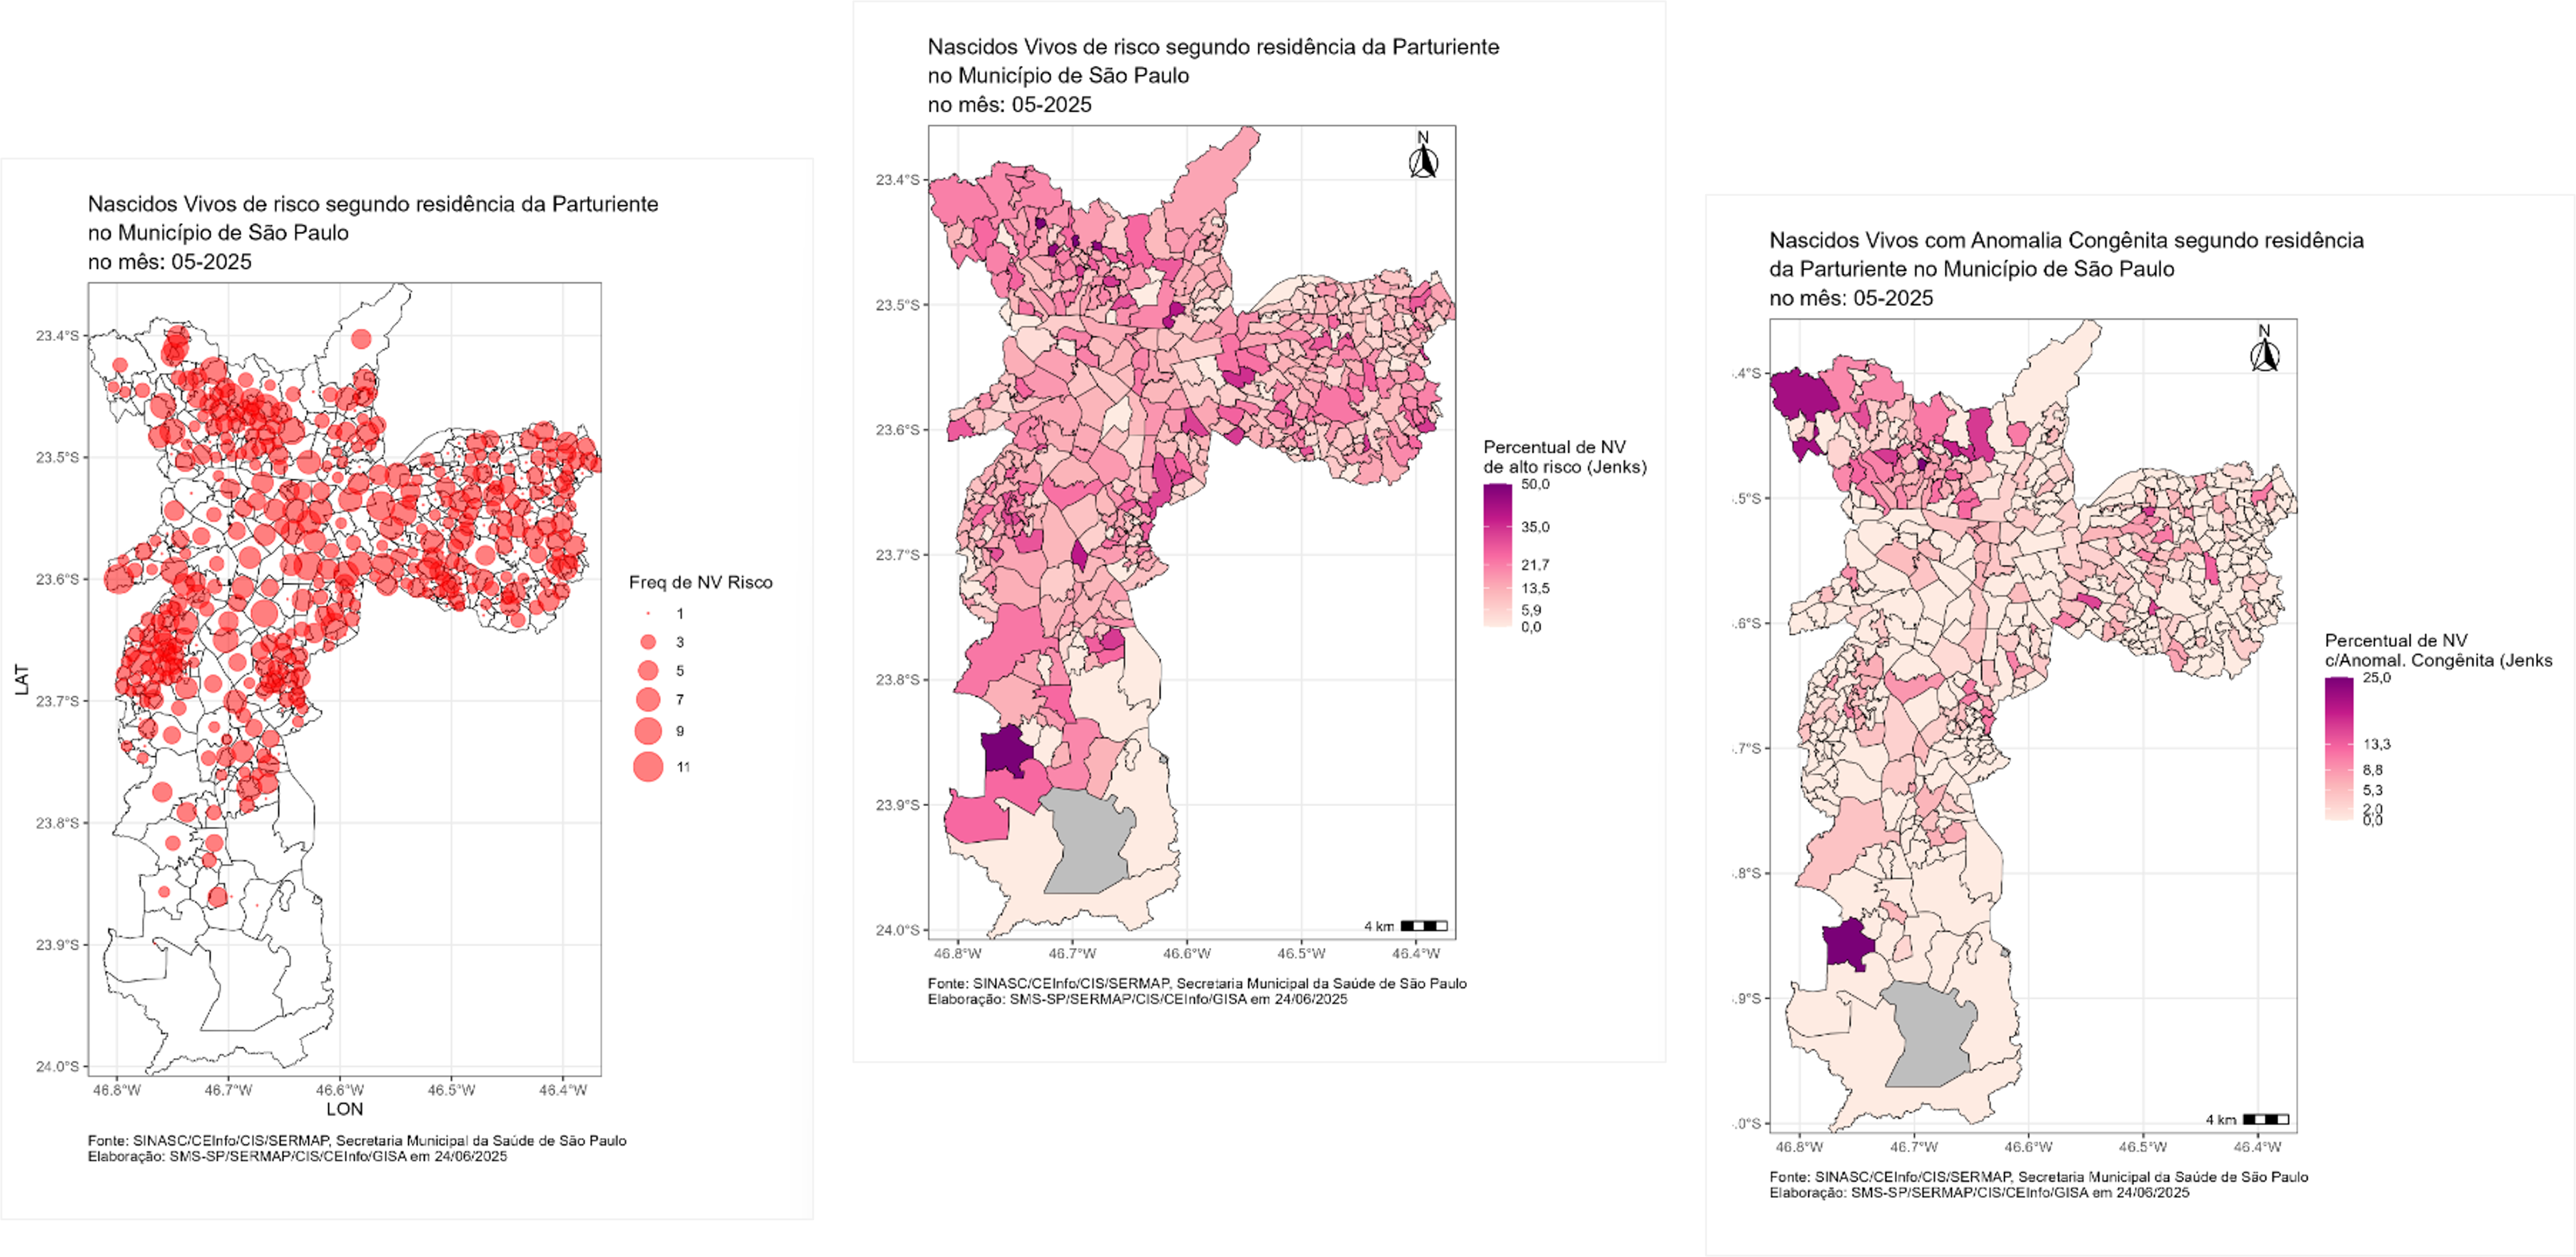 Nascidos Vivos de risco segundo residência da Parturiente
no Município de São Paulo
no mês: 05-2025
23.4°S
23.5°S
23.6°S
23.7°S
23.8°S
23.9°S
24.0°S
LAT
46.8°W 46.7°W 46.6°W 46.5°W 46.4°W
LON
Freq de NV Risco
1
3
5
7
9
11
Fonte: SINASC/CEInfo/CIS/SERMAP, Secretaria Municipal da Saúde de São Paulo
Elaboração: SMS-SP/SERMAP/CIS/CEInfo/GISA em 24/06/2025
Nascidos Vivos de risco segundo residência da Parturiente
no Município de São Paulo
no mês: 05-2025
N
23.4°S
23.5°S
23.6°S
23.7°S
23.8°S
23.9°S
24.0°S
4 km
46.8°W 46.7°W 46.6°W 46.5°W 46.4°W
Percentual de NV
de alto risco (Jenks)
50,0
35,0
21,7
13,5
5,9
0,0
Fonte: SINASC/CEInfo/CIS/SERMAP, Secretaria Municipal da Saúde de São Paulo
Elaboração: SMS-SP/SERMAP/CIS/CEInfo/GISA em 24/06/2025
Nascidos Vivos com Anomalia Congênita segundo residência
da Parturiente no Município de São Paulo
no mês: 05-2025
N
.4°S
.5°S
.6°S
.7°S
.8°S
.9°S
.0°S
4 km
46.8°W 46.7°W 46.6°W 46.5°W 46.4°W
Percentual de NV
c/Anomal. Congênita (Jenks
25,0
13,3
8,8
5,3
2,0
0,0
Fonte: SINASC/CEInfo/CIS/SERMAP, Secretaria Municipal da Saúde de São Paulo
Elaboração: SMS-SP/SERMAP/CIS/CEInfo/GISA em 24/06/2025